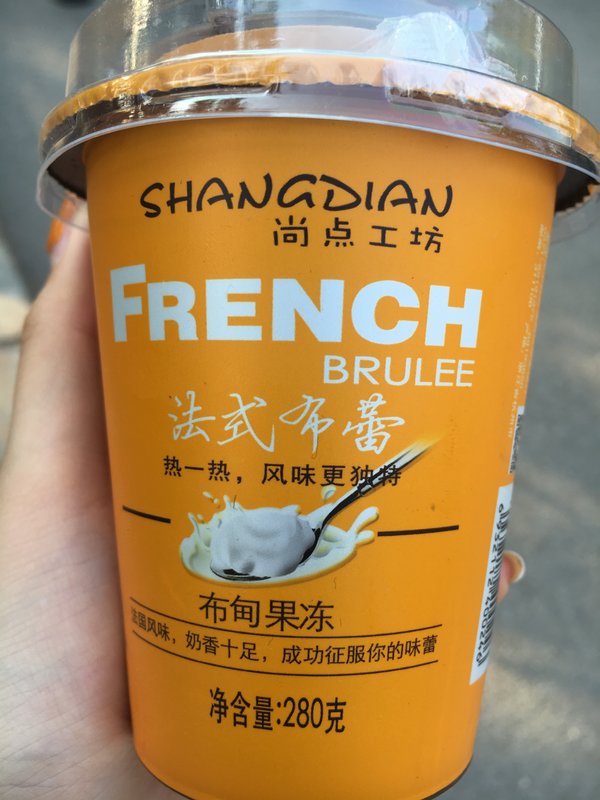 SHANGDIAN
尚点工坊
FRENCH
BRULEE
法式布蕾
热一热，风味更独特
布甸果冻
法国风味，奶香十足，成功征服你的味蕾
净含量:280克